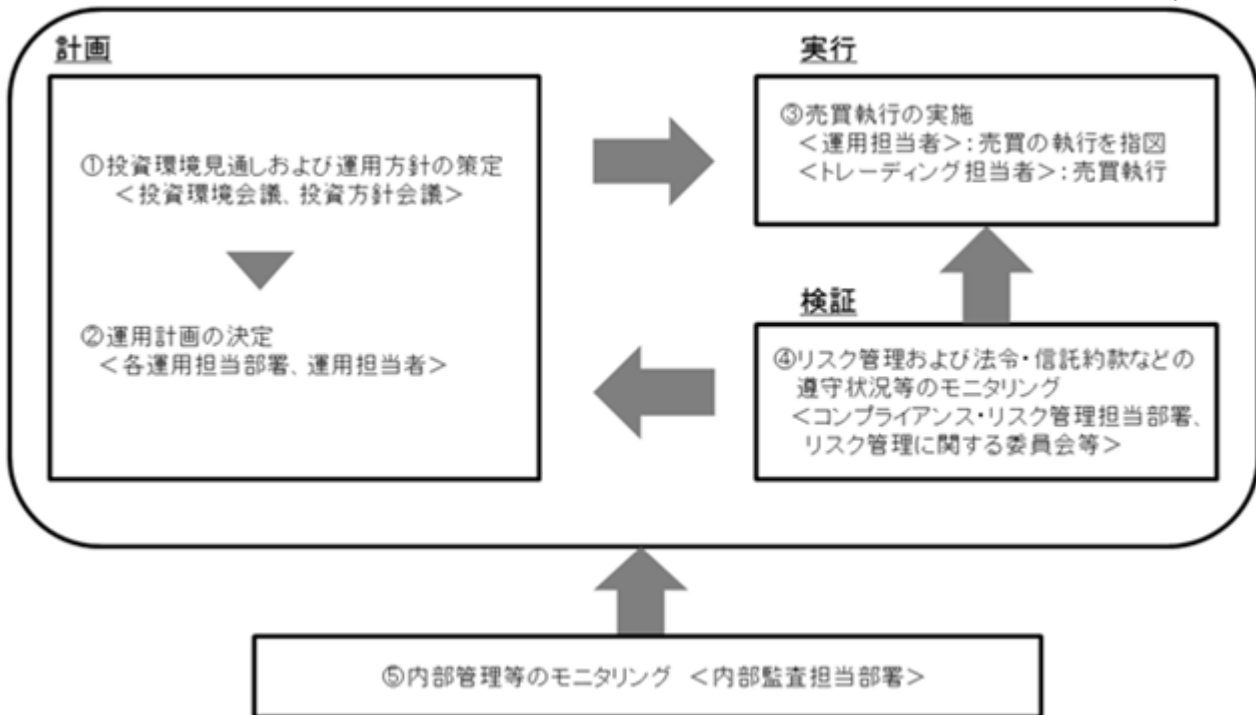 計画
①投資環境見通しおよび運用方針の策定
＜投資環境会議、投資方針会議＞
②運用計画の決定
＜各運用担当部署、運用担当者＞
実行
③売買執行の実施
＜運用担当者＞：売買の執行を指図
＜トレーディング担当者＞：売買執行
検証
④リスク管理および法令・信託約款などの
遵守状況等のモニタリング
＜コンプライアンス・リスク管理担当部署、
リスク管理に関する委員会等＞
⑤内部管理等のモニタリング ＜内部監査担当部署＞